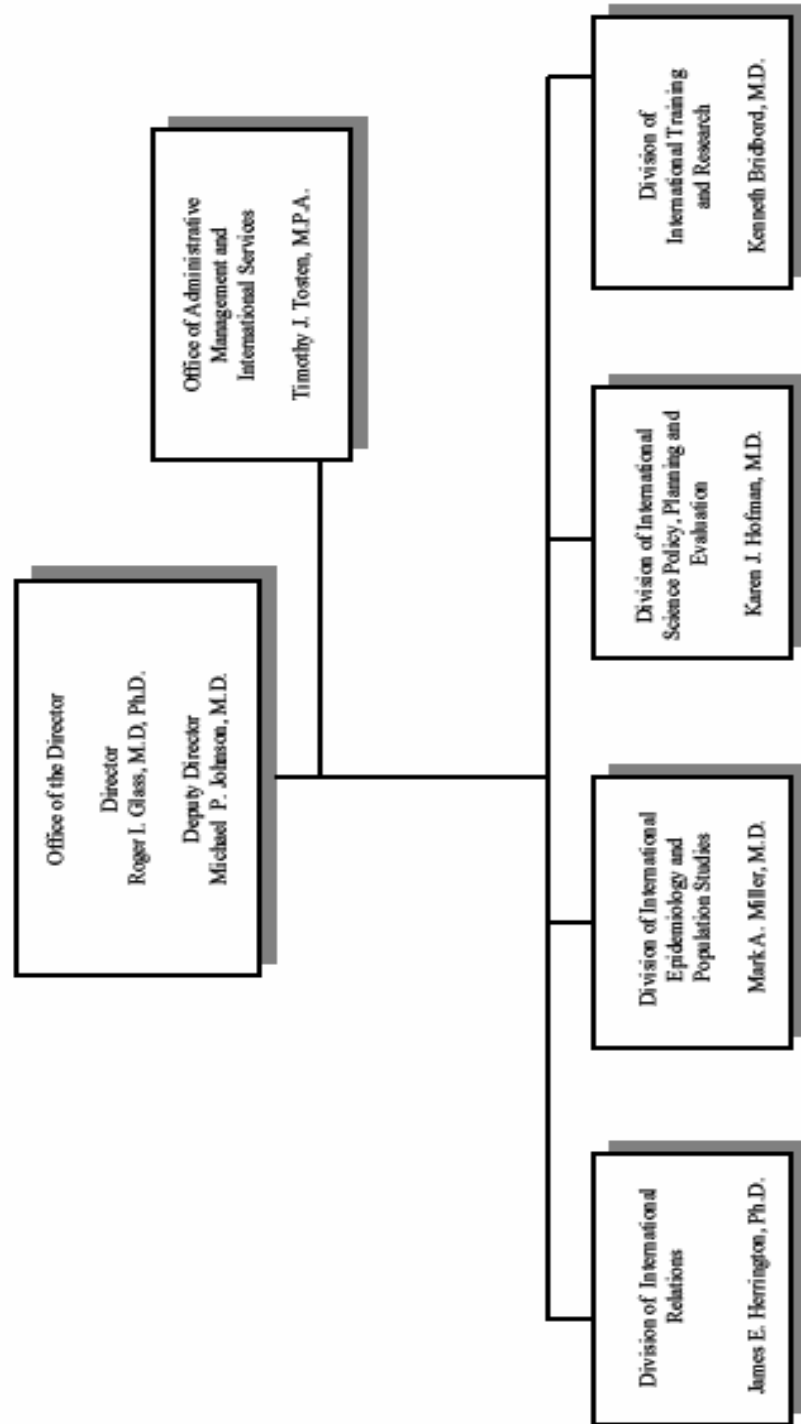 Office of the Director
Director
Roger I. Glass, M.D, Ph.D.
Deputy Director
Michael P. Johnson, M.D.
Office of Administrative
Management and
International Services
Timothy J. Tosten, M.P.A.
Division of International
Relations
James E. Herrington, Ph.D.
Division of International
Epidemiology and
Population Studies
Mark A. Miller, M.D.
Division of International
Science Policy, Planning and
Evaluation
Karen J. Hofman, M.D.
Division of
International Training
and Research
Kenneth Bridbord, M.D.